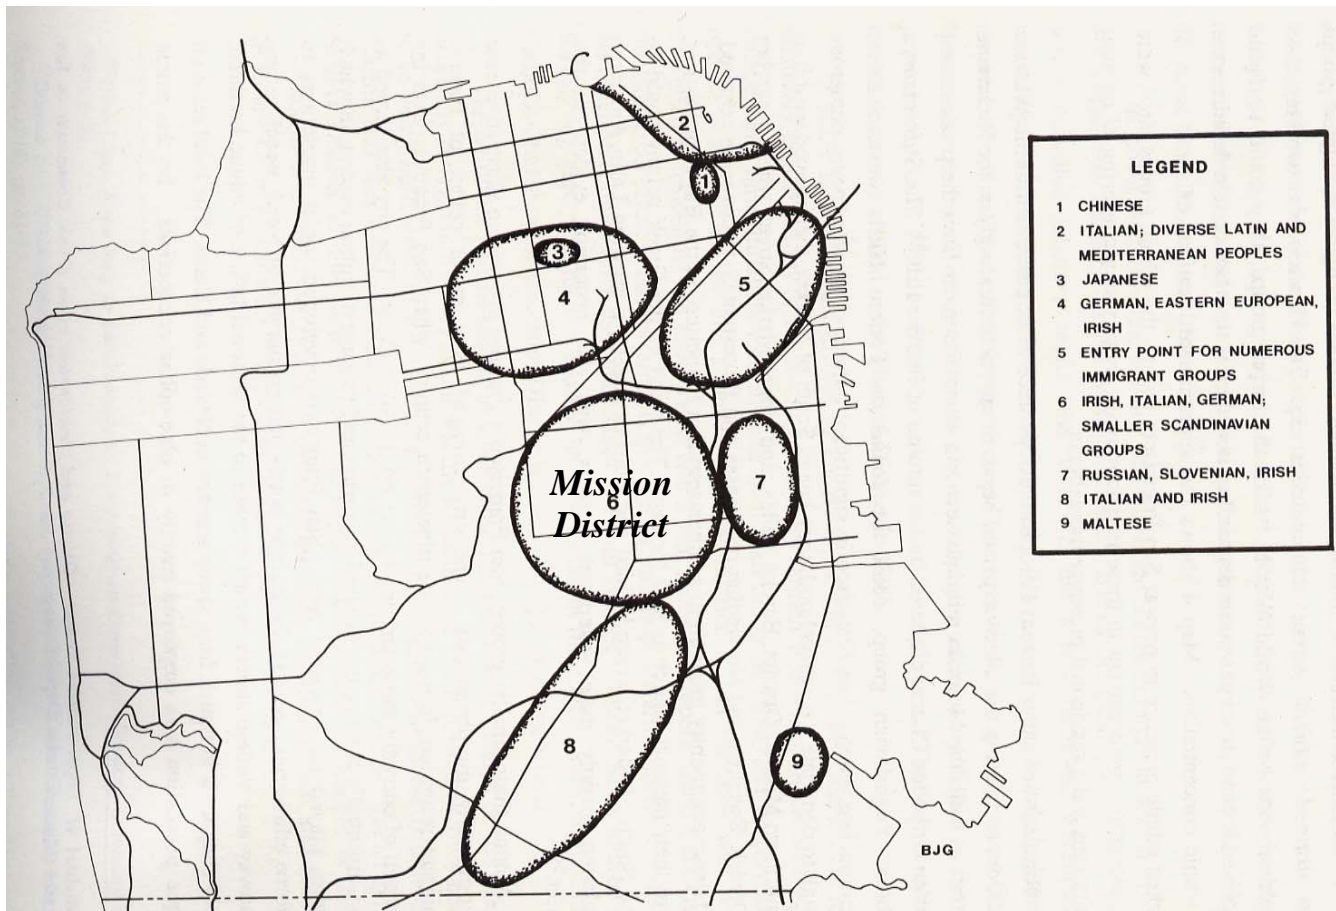 2
1
3
4
5
Mission
6
District
7
8
9
BJG
LEGEND
1 CHINESE
2 ITALIAN; DIVERSE LATIN AND
MEDITERRANEAN PEOPLES
3 JAPANESE
4 GERMAN, EASTERN EUROPEAN,
IRISH
5 ENTRY POINT FOR NUMEROUS
IMMIGRANT GROUPS
6 IRISH, ITALIAN, GERMAN;
SMALLER SCANDINAVIAN
GROUPS
7 RUSSIAN, SLOVENIAN, IRISH
8 ITALIAN AND IRISH
9 MALTESE